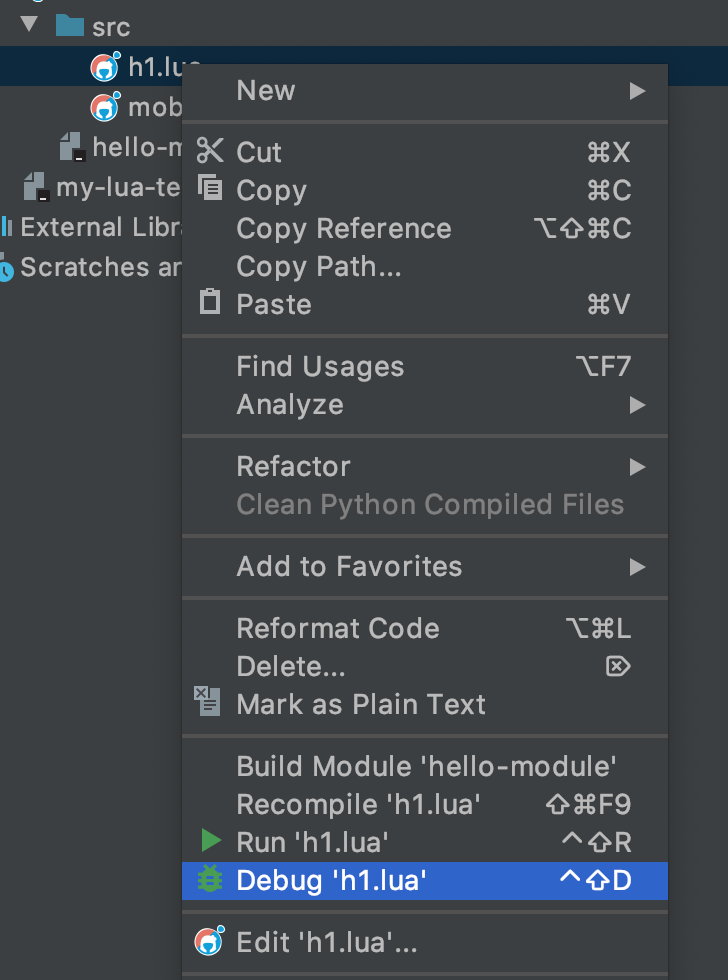 src
h1.lua
New
mob
Cut ⌘X
hello-m
Copy ⌘C
my-lua-te
Copy Reference ⌥⇧⌘C
External Libra
Copy Path...
Scratches an
Paste ⌘V
Find Usages ⌥F7
Analyze
Refactor
Clean Python Compiled Files
Add to Favorites
Reformat Code ⌥⌘L
Delete... ⌦
Mark as Plain Text
Build Module 'hello-module'
Recompile 'h1.lua' ⇧⌘F9
Run 'h1.lua' ^⇧R
Debug 'h1.lua' ^⇧D
Edit 'h1.lua'...